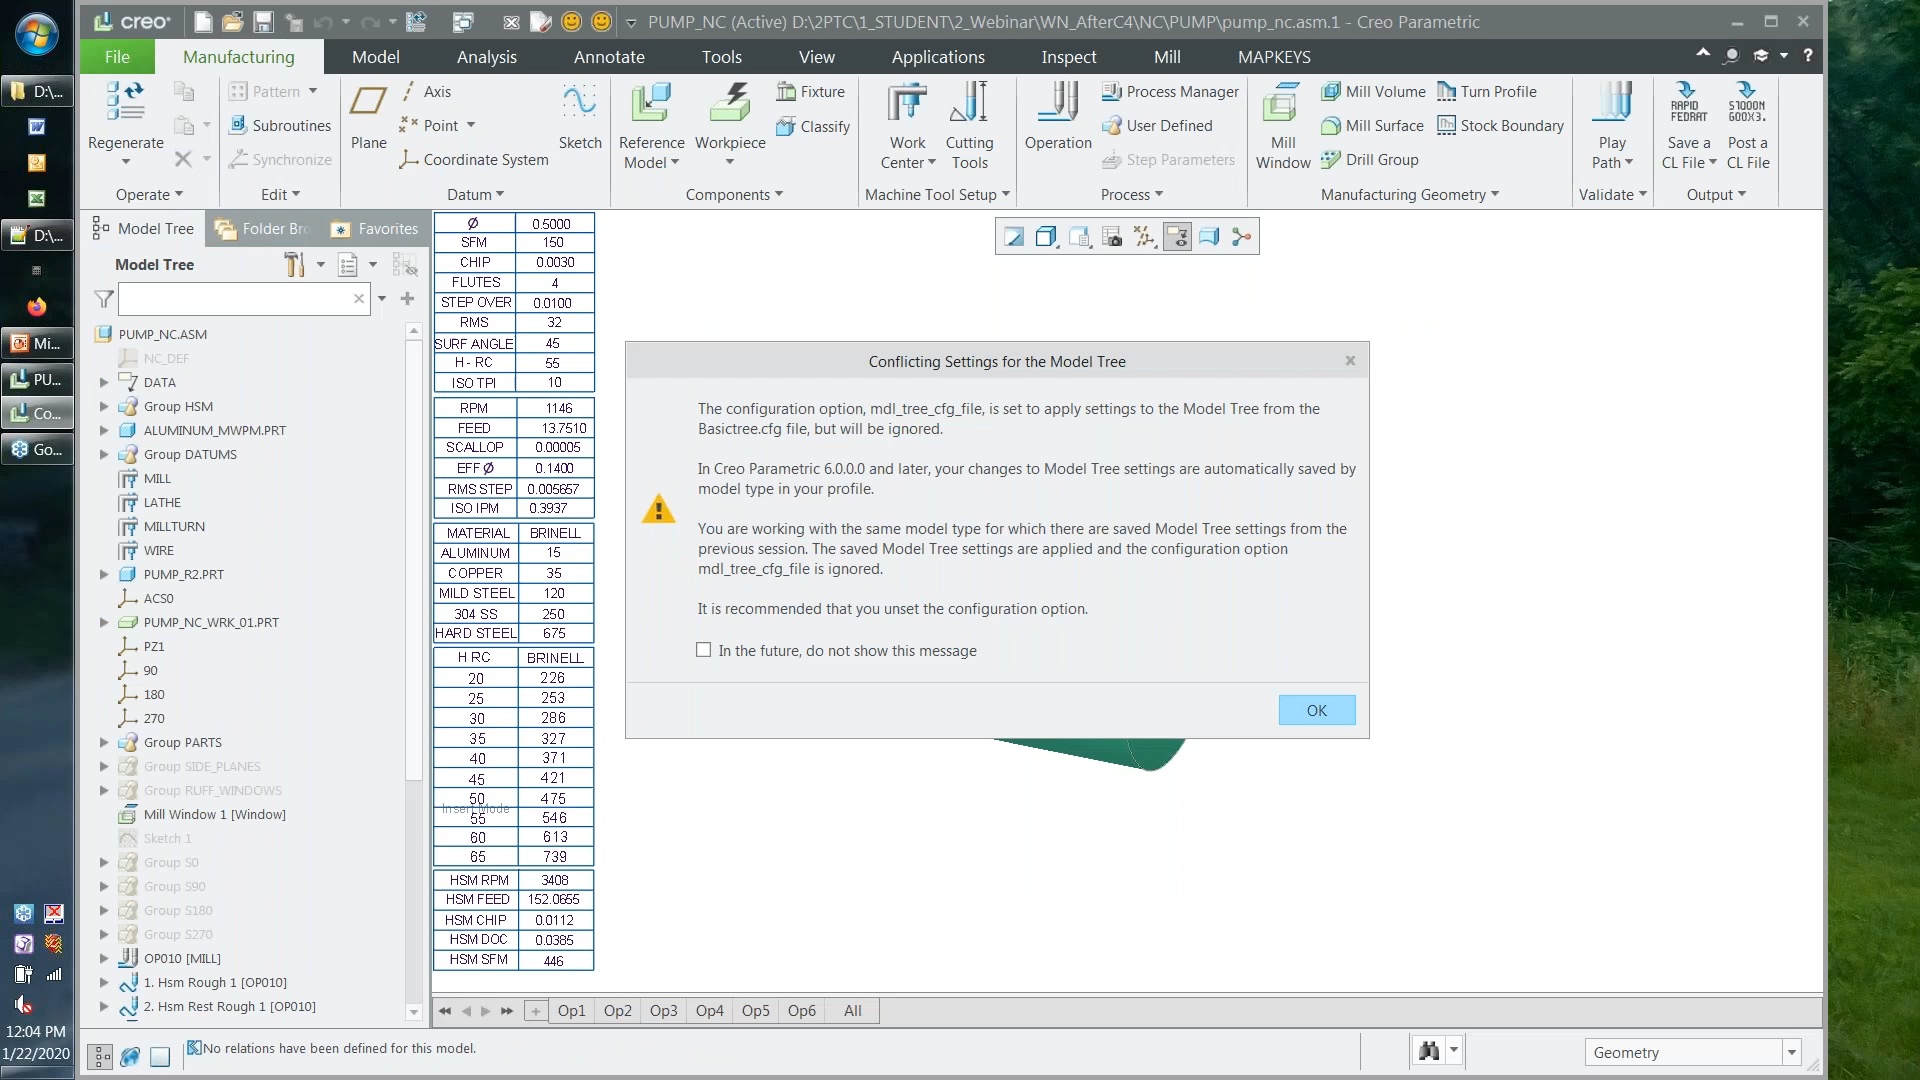 creo PUMP_NC (Active) D:\2PTC\1_STUDENT\2_Webinar\WN_AfterC4\NC\PUMP\pump_nc.asm.1 - Creo Parametric
File Manufacturing Model Analysis Annotate Tools View Applications Inspect Mill MAPKEYS
Regenerate
Pattern
Subroutines
Synchronize
Plane
Axis
Point
Coordinate System
Sketch
Reference
Model
Workpiece
Fixture
Classify
Work
Center
Cutting
Tools
Operation
Process Manager
User Defined
Step Parameters
Mill
Window
Mill Volume
Mill Surface
Drill Group
Turn Profile
Stock Boundary
Play
Path
RAPID
FEDRAT
Save a
CL File
S1000M
G00X3.
Post a
CL File
Operate Edit Datum Components Machine Tool Setup Process Manufacturing Geometry Validate Output
D:\...
D:\...
Mi...
PU...
Co...
Go...
12:04 PM
1/22/2020
Model Tree Folder Bro Favorites
Model Tree
PUMP_NC.ASM
NC_DEF
DATA
Group HSM
ALUMINUM_MWPM.PRT
Group DATUMS
MILL
LATHE
MILLTURN
WIRE
PUMP_R2.PRT
ACS0
PUMP_NC_WRK_01.PRT
PZ1
90
180
270
Group PARTS
Group SIDE_PLANES
Group RUFF_WINDOWS
Mill Window 1 [Window]
Sketch 1
Group S0
Group S90
Group S180
Group S270
OP010 [MILL]
1. Hsm Rough 1 [OP010]
2. Hsm Rest Rough 1 [OP010]
Ø 0.5000
SFM 150
CHIP 0.0030
FLUTES 4
STEP OVER 0.0100
RMS 32
SURF ANGLE 45
H - RC 55
ISO TPI 10
RPM 1146
FEED 13.7510
SCALLOP 0.00005
EFF Ø 0.1400
RMS STEP 0.005657
ISO IPM 0.3937
MATERIAL BRINELL
ALUMINUM 15
COPPER 35
MILD STEEL 120
304 SS 250
HARD STEEL 675
H RC BRINELL
20 226
25 253
30 286
35 327
40 371
45 421
50 475
Insert Mode
55 546
60 613
65 739
HSM RPM 3408
HSM FEED 152.0655
HSM CHIP 0.0112
HSM DOC 0.0385
HSM SFM 446
Conflicting Settings for the Model Tree
The configuration option, mdl_tree_cfg_file, is set to apply settings to the Model Tree from the
Basictree.cfg file, but will be ignored.
In Creo Parametric 6.0.0.0 and later, your changes to Model Tree settings are automatically saved by
model type in your profile.
You are working with the same model type for which there are saved Model Tree settings from the
previous session. The saved Model Tree settings are applied and the configuration option
mdl_tree_cfg_file is ignored.
It is recommended that you unset the configuration option.
In the future, do not show this message
OK
Op1 Op2 Op3 Op4 Op5 Op6 All
No relations have been defined for this model.
Geometry